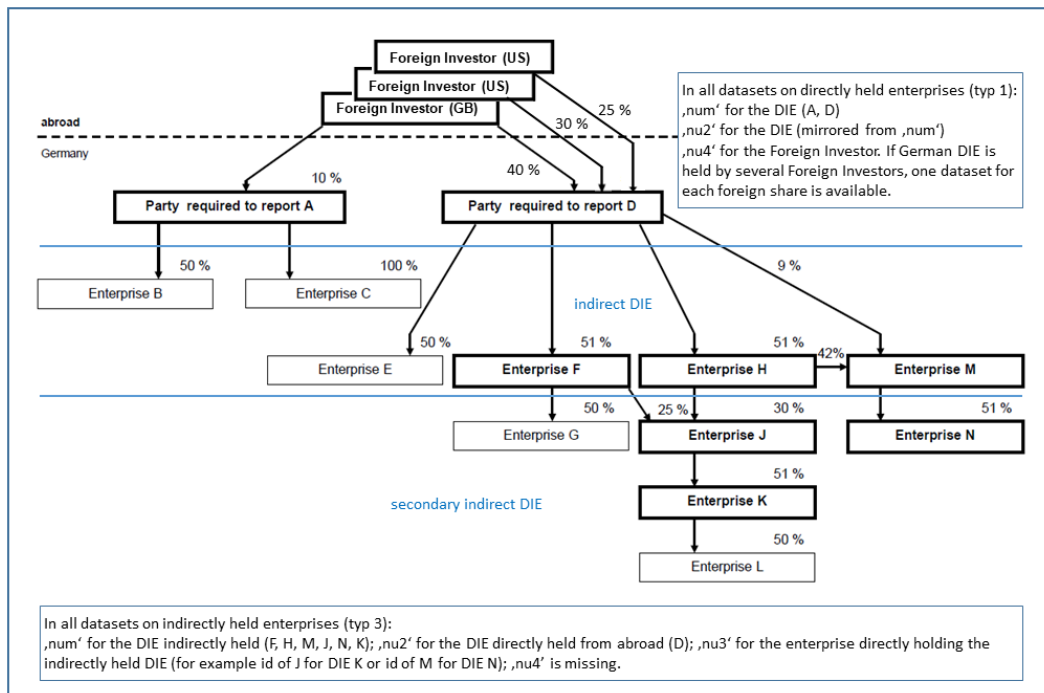 Foreign Investor (US)
Foreign Investor (US)
Foreign Investor (GB)
25 %
30 %
abroad
Germany
In all datasets on directly held enterprises (typ 1):
‚num‘ for the DIE (A, D)
‚nu2‘ for the DIE (mirrored from ‚num‘)
‚nu4‘ for the Foreign Investor. If German DIE is
held by several Foreign Investors, one dataset for
each foreign share is available.
10 %
40 %
Party required to report A
Party required to report D
50 %
100 %
9 %
Enterprise B
Enterprise C
indirect DIE
50 %
51 %
51 %
42%
Enterprise E
Enterprise F
Enterprise H
Enterprise M
50 %
25 %
30 %
51 %
Enterprise G
Enterprise J
Enterprise N
51 %
secondary indirect DIE
Enterprise K
50 %
Enterprise L
In all datasets on indirectly held enterprises (typ 3):
‚num‘ for the DIE indirectly held (F, H, M, J, N, K); ‚nu2‘ for the DIE directly held from abroad (D); ‚nu3‘ for the enterprise directly holding the
indirectly held DIE (for example id of J for DIE K or id of M for DIE N); ‚nu4’ is missing.